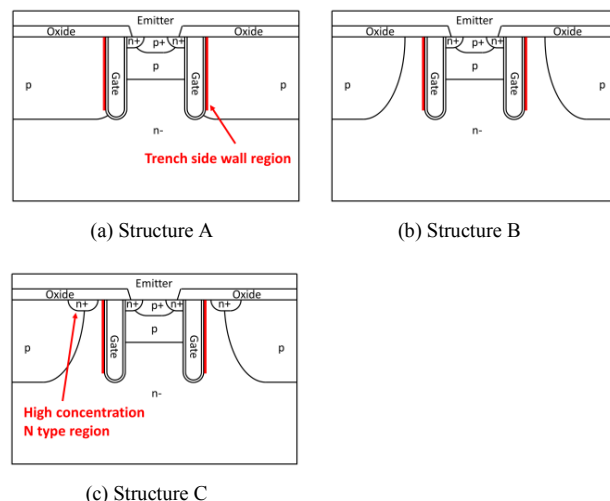 Emitter
Oxide
Oxide
n+
p+
n+
p
p
p
Gate
Gate
n-
Trench side wall region
(a) Structure A
Emitter
Oxide
Oxide
n+
p+
n+
p
p
p
Gate
Gate
n-
(b) Structure B
Emitter
Oxide
Oxide
n+
n+
p+
n+
n+
p
p
p
Gate
Gate
n-
High concentration
N type region
(c) Structure C